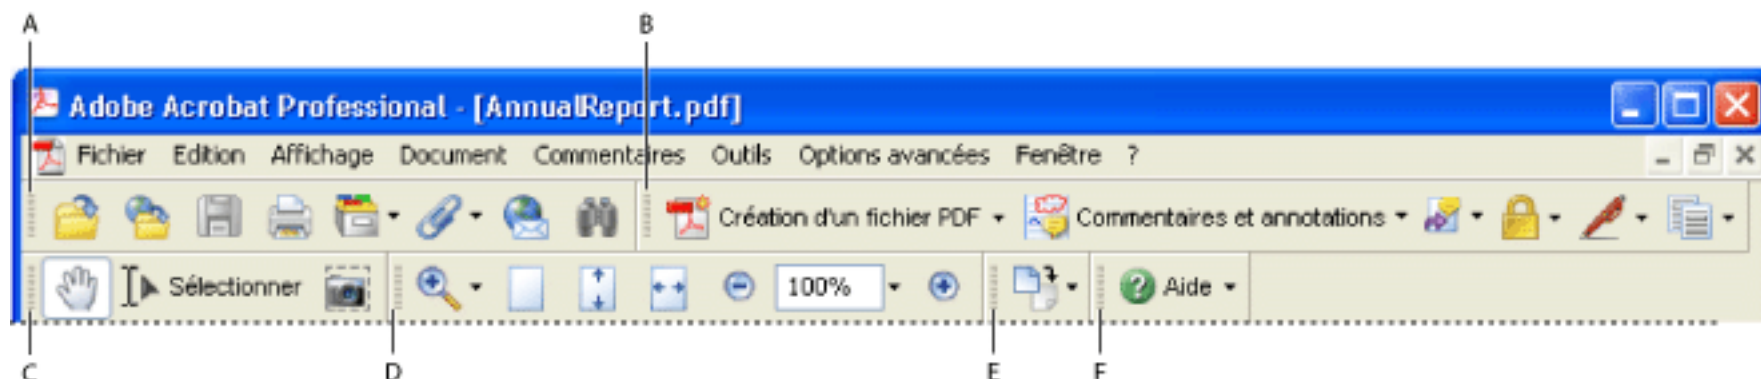 A B
Adobe Acrobat Professional - [AnnualReport.pdf]
Fichier Edition Affichage Document Commentaires Outils Options avancées Fenêtre ?
Création d'un fichier PDF Commentaires et annotations
Sélectionner 100% Aide
C D E F